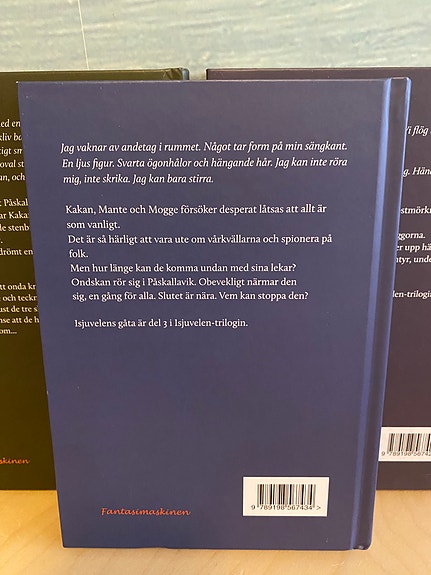 Jag vaknar av andetag i rummet. Något tar form på min sängkant.
En ljus figur. Svarta ögonhålor och hängande hår. Jag kan inte röra
mig, inte skrika. Jag kan bara stirra.
Kakan, Mante och Mogge försöker desperat låtsas att allt är
som vanligt.
Det är så härligt att vara ute om vårkvällarna och spionera på
folk.
Men hur länge kan de komma undan med sina lekar?
Ondskan rör sig i Påskallavik. Obevekligt närmar den
sig, en gång för alla. Slutet är nära. Vem kan stoppa den?
Isjuvelens gåta är del 3 i Isjuvelen-trilogin.
Fantasimaskinen
9 789198 567434 >